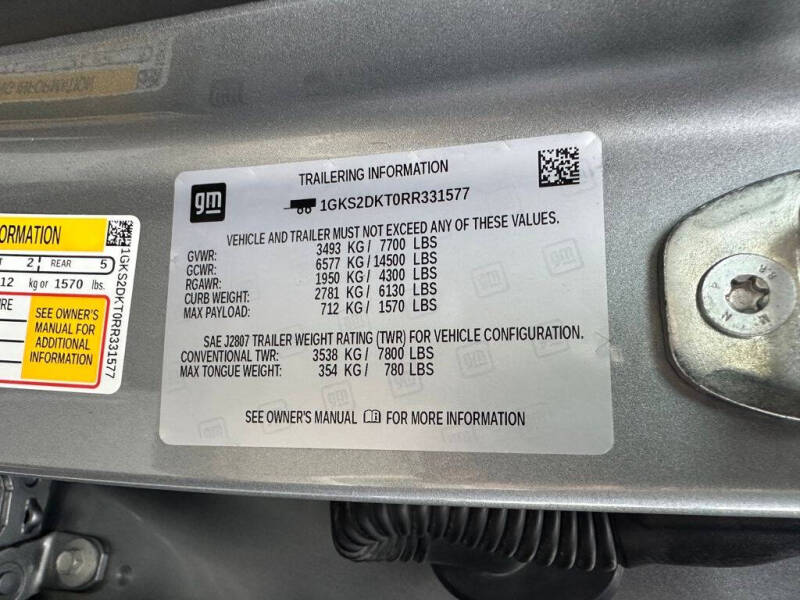 TRAILERING INFORMATION
gm
1GKS2DKT0RR331577
VEHICLE AND TRAILER MUST NOT EXCEED ANY OF THESE VALUES.
GVWR: 3493 KG / 7700 LBS
GCWR: 6577 KG / 14500 LBS
RGAWR: 1950 KG / 4300 LBS
CURB WEIGHT: 2781 KG / 6130 LBS
MAX PAYLOAD: 712 KG / 1570 LBS
SAE J2807 TRAILER WEIGHT RATING (TWR) FOR VEHICLE CONFIGURATION.
CONVENTIONAL TWR: 3538 KG / 7800 LBS
MAX TONGUE WEIGHT: 354 KG / 780 LBS
SEE OWNER'S MANUAL FOR MORE INFORMATION
2 REAR 5
kg or 1570 lbs.
SEE OWNER'S
MANUAL FOR
ADDITIONAL
INFORMATION
1GKS2DKT0RR331577